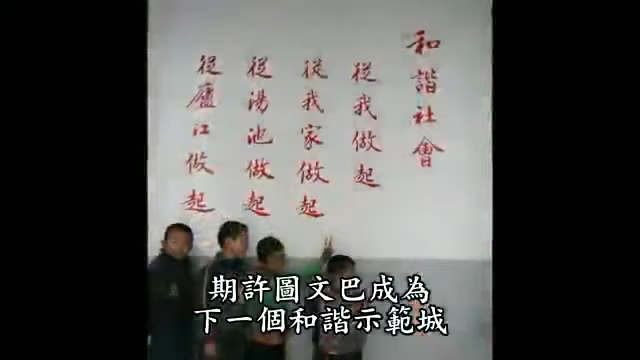 和諧社會
從我做起
從我家做起
從湯池做起
從廬江做起
期許圖文巴成為
下一個和諧示範城